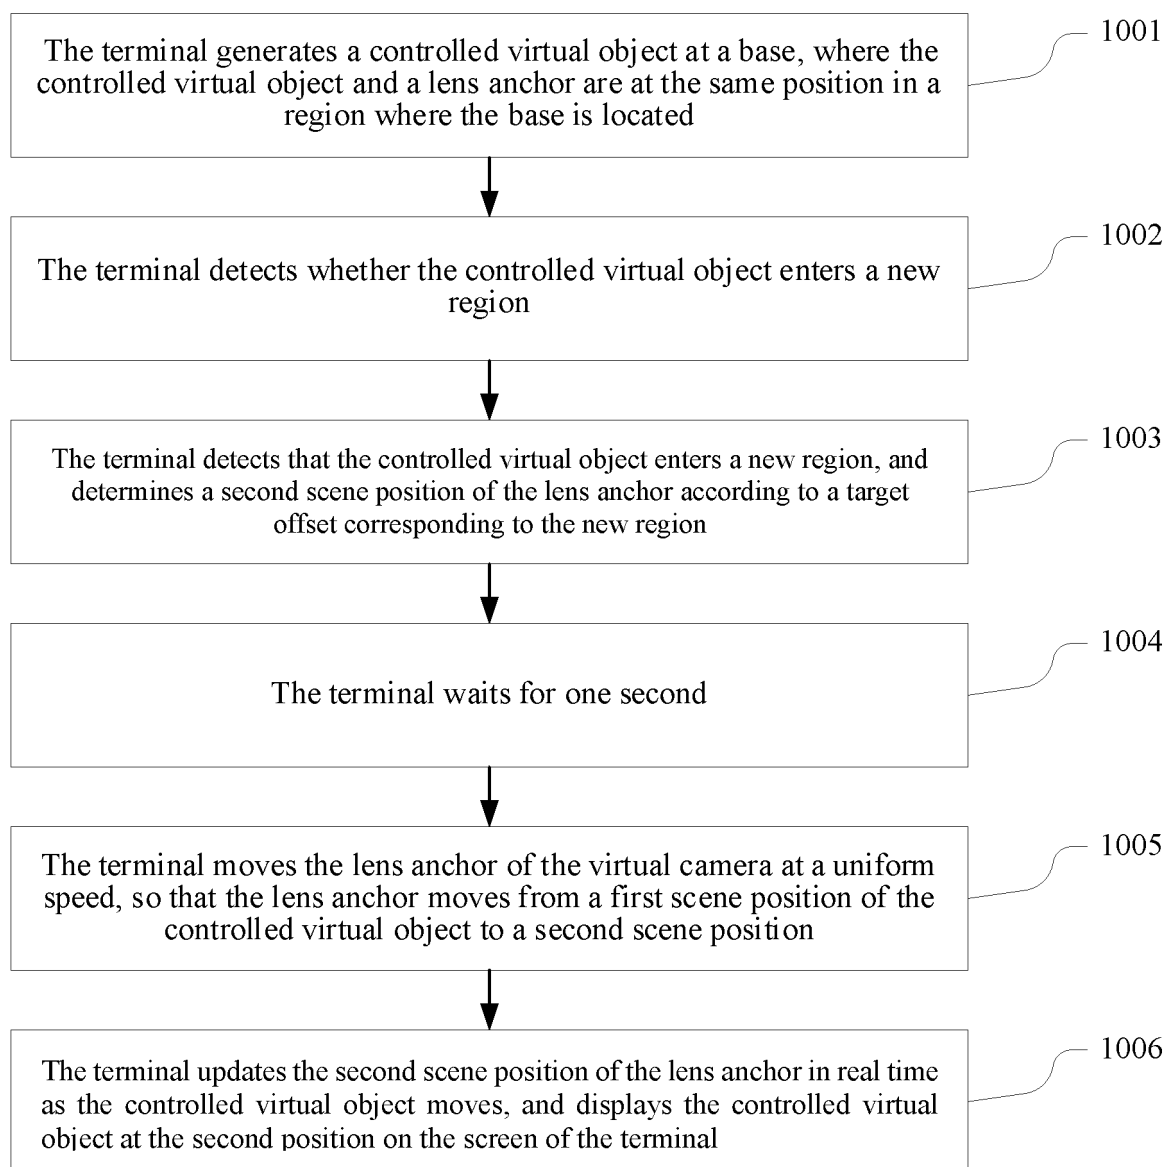 The terminal generates a controlled virtual object at a base, where the
controlled virtual object and a lens anchor are at the same position in a
region where the base is located
1001
The terminal detects whether the controlled virtual object enters a new
region
1002
The terminal detects that the controlled virtual object enters a new region, and
determines a second scene position of the lens anchor according to a target
offset corresponding to the new region
1003
The terminal waits for one second
1004
The terminal moves the lens anchor of the virtual camera at a uniform
speed, so that the lens anchor moves from a first scene position of the
controlled virtual object to a second scene position
1005
The terminal updates the second scene position of the lens anchor in real time
as the controlled virtual object moves, and displays the controlled virtual
object at the second position on the screen of the terminal
1006